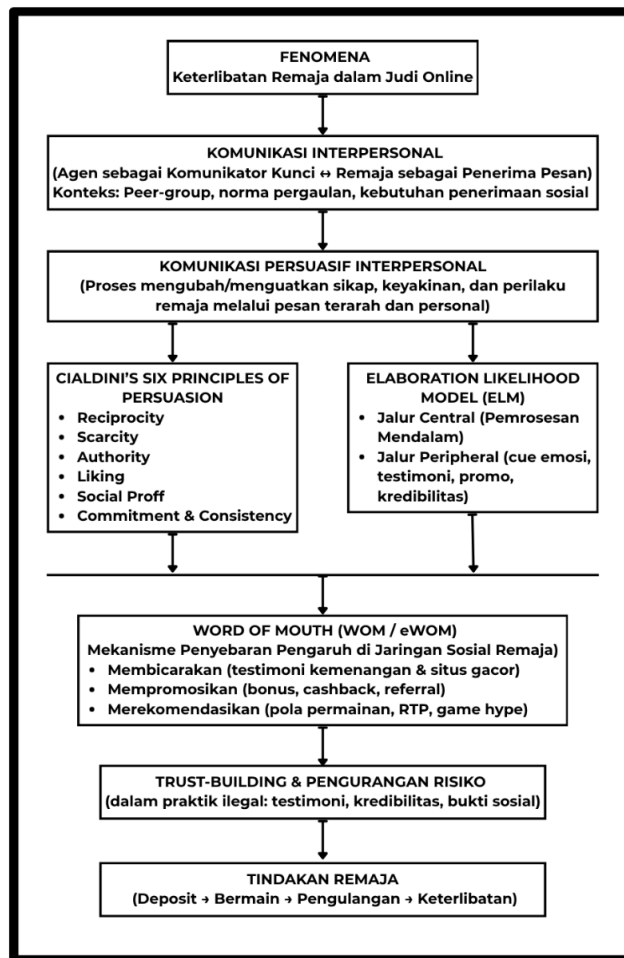 FENOMENA
Keterlibatan Remaja dalam Judi Online
KOMUNIKASI INTERPERSONAL
(Agen sebagai Komunikator Kunci ↔ Remaja sebagai Penerima Pesan)
Konteks: Peer-group, norma pergaulan, kebutuhan penerimaan sosial
KOMUNIKASI PERSUASIF INTERPERSONAL
(Proses mengubah/menguatkan sikap, keyakinan, dan perilaku
remaja melalui pesan terarah dan personal)
CIALDINI'S SIX PRINCIPLES OF
PERSUASION
• Reciprocity
• Scarcity
• Authority
• Liking
• Social Proff
• Commitment & Consistency
ELABORATION LIKELIHOOD
MODEL (ELM)
• Jalur Central (Pemrosesan
Mendalam)
• Jalur Peripheral (cue emosi,
testimoni, promo,
kredibilitas)
WORD OF MOUTH (WOM / eWOM)
Mekanisme Penyebaran Pengaruh di Jaringan Sosial Remaja)
• Membicarakan (testimoni kemenangan & situs gacor)
• Mempromosikan (bonus, cashback, referral)
• Merekomendasikan (pola permainan, RTP, game hype)
TRUST-BUILDING & PENGURANGAN RISIKO
(dalam praktik ilegal: testimoni, kredibilitas, bukti sosial)
TINDAKAN REMAJA
(Deposit → Bermain → Pengulangan → Keterlibatan)